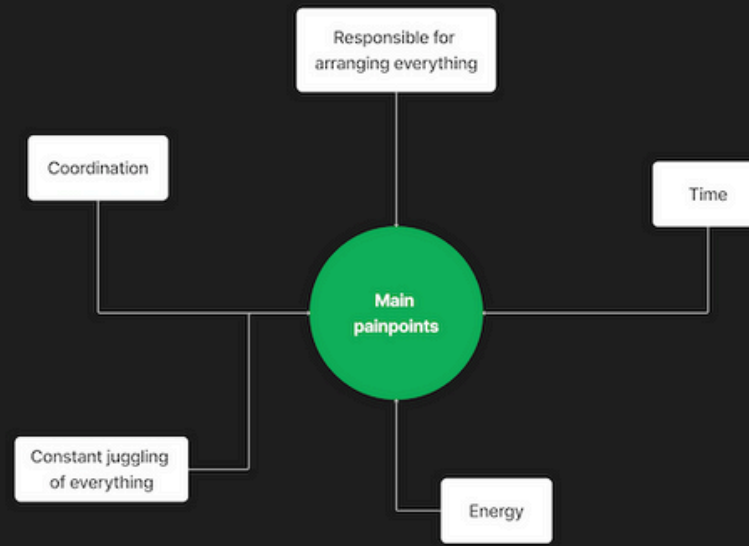 Responsible for
arranging everything
Coordination
Time
Main
painpoints
Constant juggling
of everything
Energy